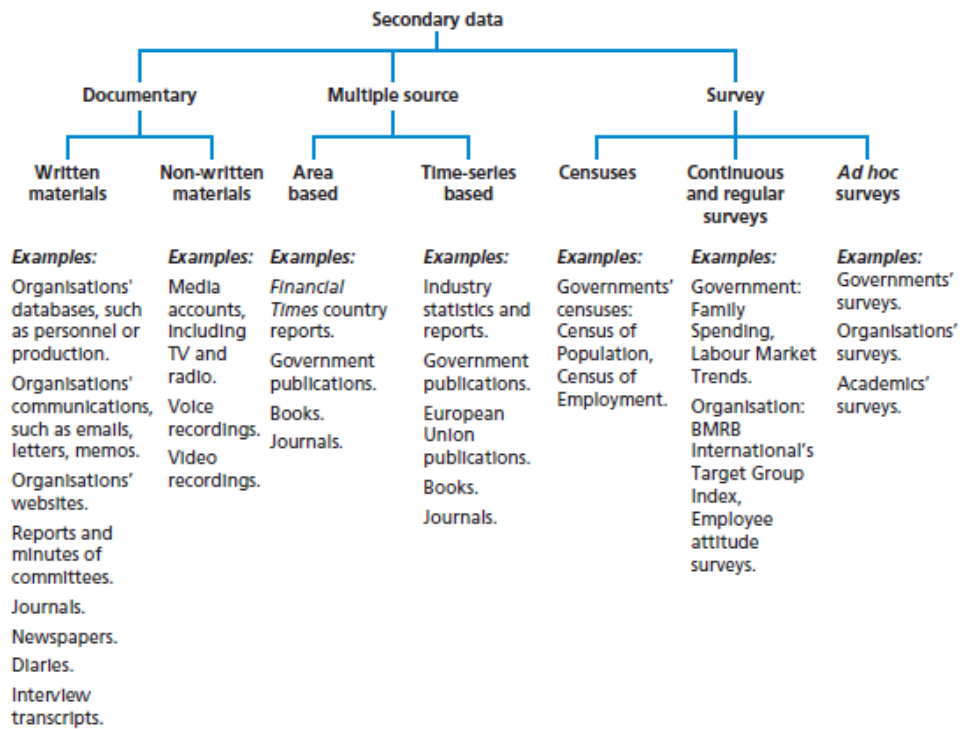 Secondary data
Documentary
Multiple source
Survey
Written
materials
Non-written
materials
Area
based
Time-series
based
Censuses
Continuous
and regular
surveys
Ad hoc
surveys
Examples:
Organisations'
databases, such
as personnel or
production.
Organisations'
communications,
such as emails,
letters, memos.
Organisations'
websites.
Reports and
minutes of
committees.
Journals.
Newspapers.
Diaries.
Interview
transcripts.
Examples:
Media
accounts,
including
TV and
radio.
Voice
recordings.
Video
recordings.
Examples:
Financial
Times country
reports.
Government
publications.
Books.
Journals.
Examples:
Industry
statistics and
reports.
Government
publications.
European
Union
publications.
Books.
Journals.
Examples:
Governments'
censuses:
Census of
Population,
Census of
Employment.
Examples:
Government:
Family
Spending,
Labour Market
Trends.
Organisation:
BMRB
International's
Target Group
Index,
Employee
attitude
surveys.
Examples:
Governments'
surveys.
Organisations'
surveys.
Academics'
surveys.